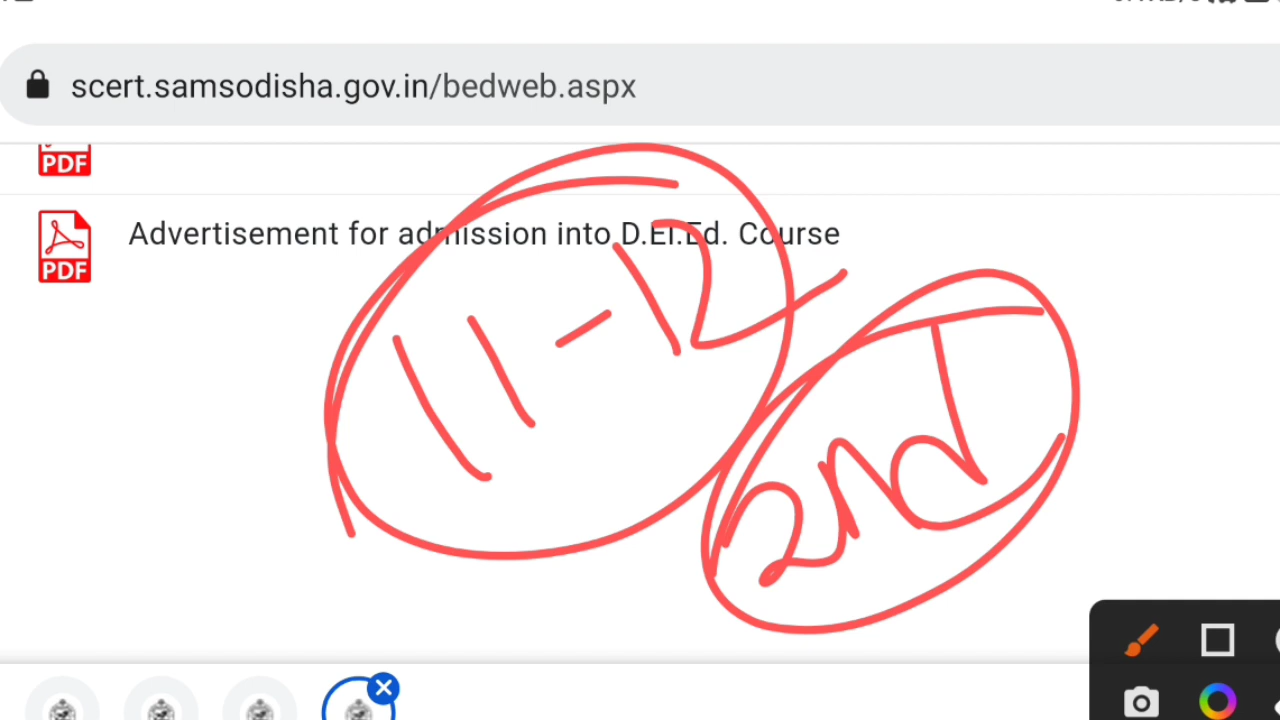 scert.samsodisha.gov.in/bedweb.aspx
PDF
Advertisement for admission into D.El.Ed. Course
PDF
11-12
2nd